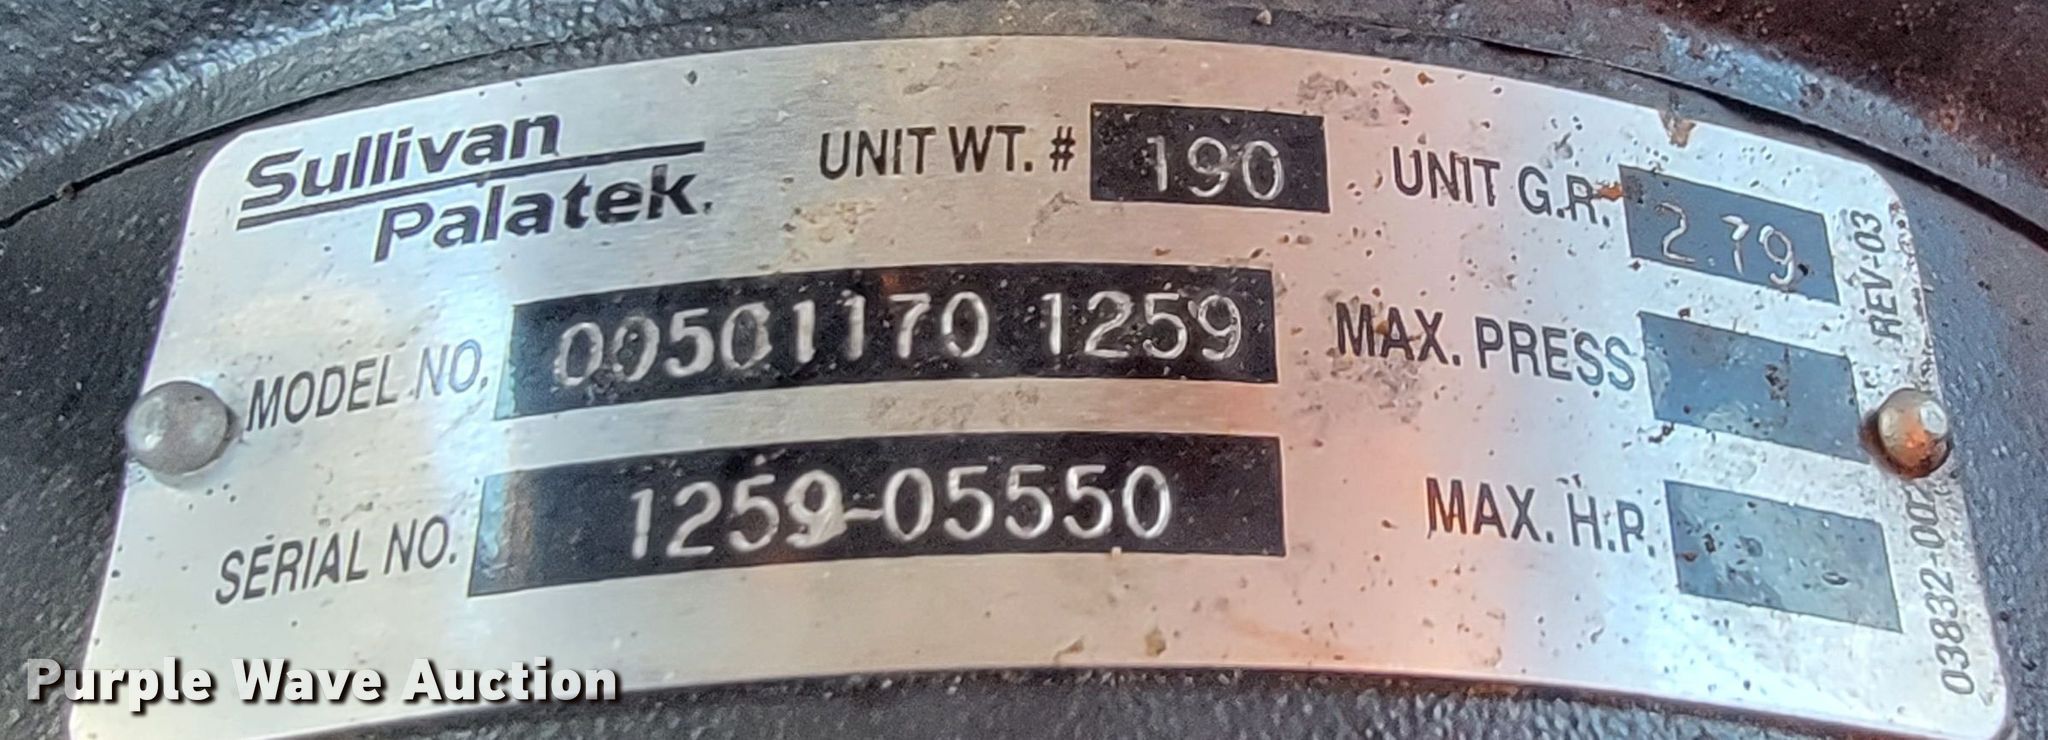 Sullivan
Palatek.
UNIT WT. # 190
UNIT G.R. 2.79
MODEL NO. 00501170 1259
MAX. PRESS
SERIAL NO. 1259-05550
MAX. H.P.
REV-03
Purple Wave Auction